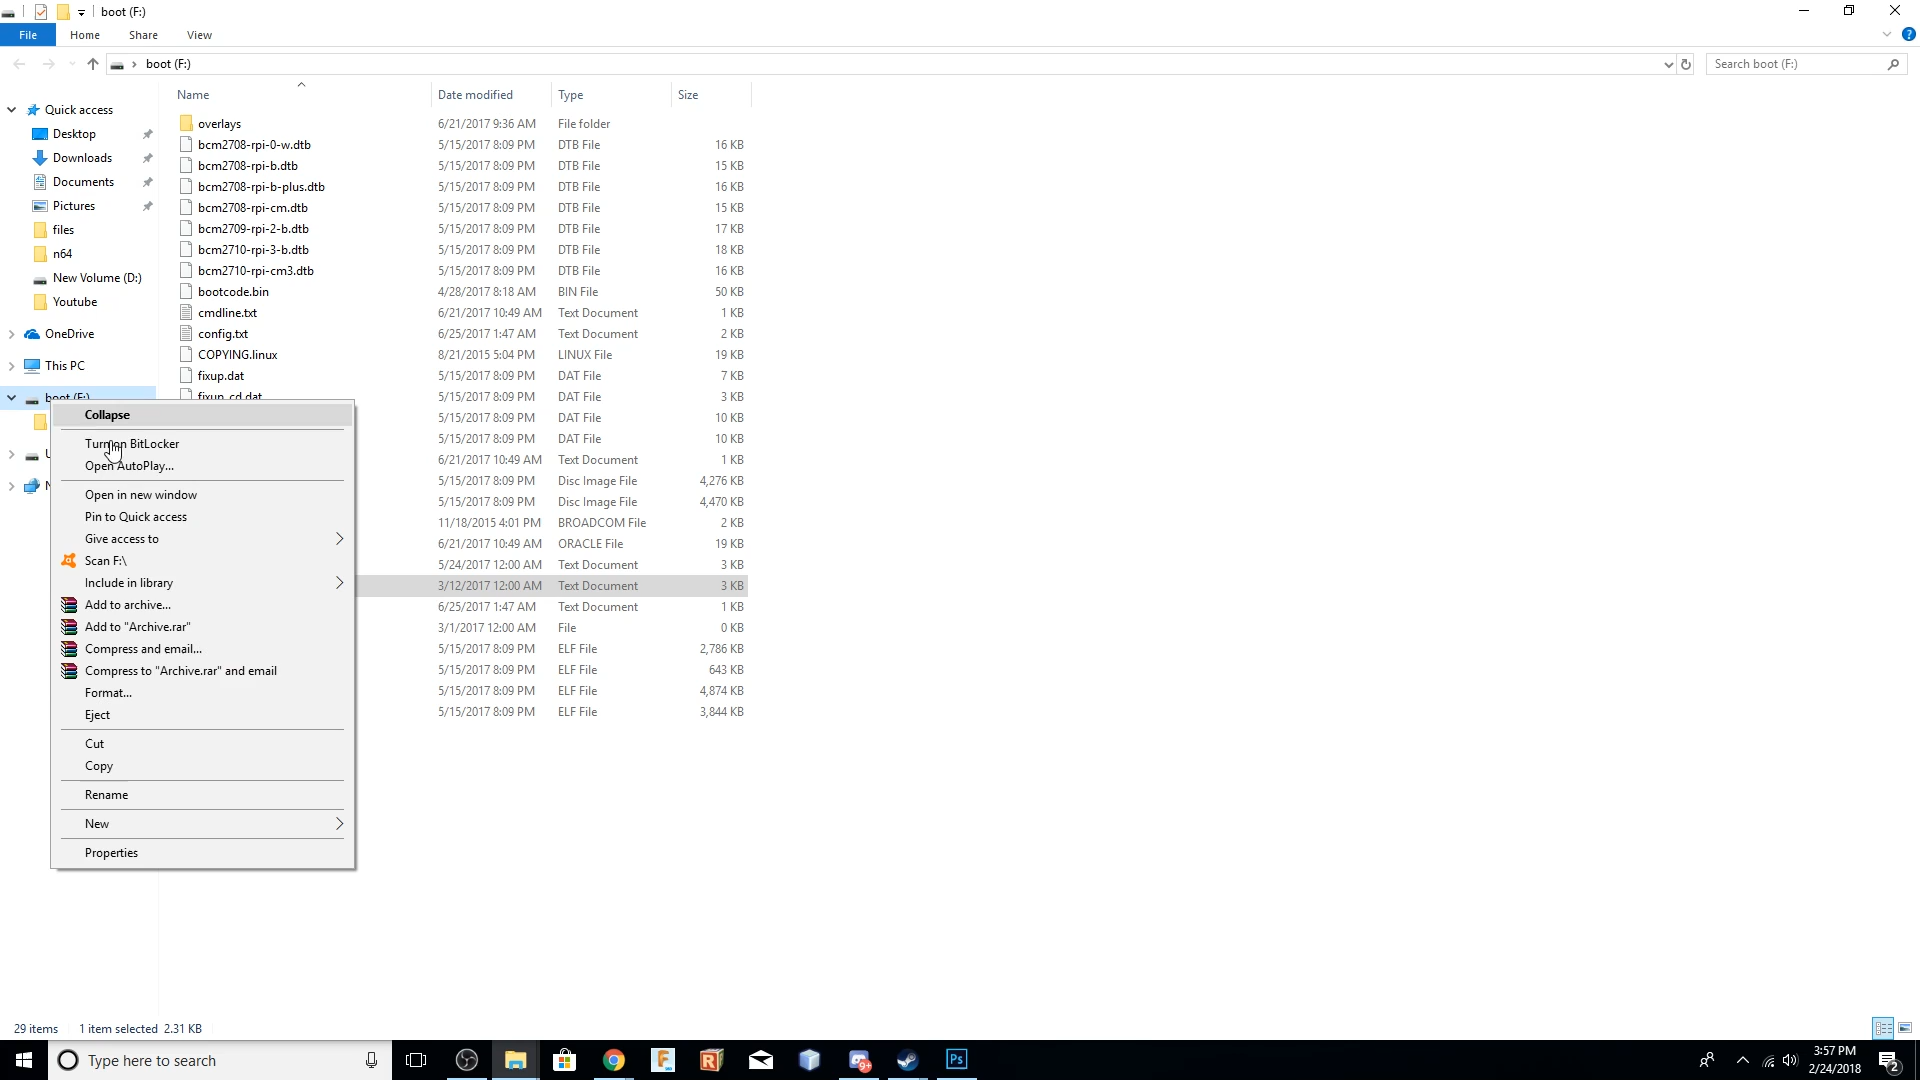 boot (F:)
File Home Share View
boot (F:)
Search boot (F:)
Name Date modified Type Size
Quick access
Desktop
Downloads
Documents
Pictures
files
n64
New Volume (D:)
Youtube
OneDrive
This PC
boot (F:)
overlays 6/21/2017 9:36 AM File folder
bcm2708-rpi-0-w.dtb 5/15/2017 8:09 PM DTB File 16 KB
bcm2708-rpi-b.dtb 5/15/2017 8:09 PM DTB File 15 KB
bcm2708-rpi-b-plus.dtb 5/15/2017 8:09 PM DTB File 16 KB
bcm2708-rpi-cm.dtb 5/15/2017 8:09 PM DTB File 15 KB
bcm2709-rpi-2-b.dtb 5/15/2017 8:09 PM DTB File 17 KB
bcm2710-rpi-3-b.dtb 5/15/2017 8:09 PM DTB File 18 KB
bcm2710-rpi-cm3.dtb 5/15/2017 8:09 PM DTB File 16 KB
bootcode.bin 4/28/2017 8:18 AM BIN File 50 KB
cmdline.txt 6/21/2017 10:49 AM Text Document 1 KB
config.txt 6/25/2017 1:47 AM Text Document 2 KB
COPYING.linux 8/21/2015 5:04 PM LINUX File 19 KB
fixup.dat 5/15/2017 8:09 PM DAT File 7 KB
fixup_cd.dat 5/15/2017 8:09 PM DAT File 3 KB
5/15/2017 8:09 PM DAT File 10 KB
5/15/2017 8:09 PM DAT File 10 KB
6/21/2017 10:49 AM Text Document 1 KB
5/15/2017 8:09 PM Disc Image File 4,276 KB
5/15/2017 8:09 PM Disc Image File 4,470 KB
11/18/2015 4:01 PM BROADCOM File 2 KB
6/21/2017 10:49 AM ORACLE File 19 KB
5/24/2017 12:00 AM Text Document 3 KB
3/12/2017 12:00 AM Text Document 3 KB
6/25/2017 1:47 AM Text Document 1 KB
3/1/2017 12:00 AM File 0 KB
5/15/2017 8:09 PM ELF File 2,786 KB
5/15/2017 8:09 PM ELF File 643 KB
5/15/2017 8:09 PM ELF File 4,874 KB
5/15/2017 8:09 PM ELF File 3,844 KB
Collapse
Turn on BitLocker
Open AutoPlay...
Open in new window
Pin to Quick access
Give access to
Scan F:\
Include in library
Add to archive...
Add to "Archive.rar"
Compress and email...
Compress to "Archive.rar" and email
Format...
Eject
Cut
Copy
Rename
New
Properties
29 items 1 item selected 2.31 KB
Type here to search
Ps
9+
3:57 PM
2/24/2018
2